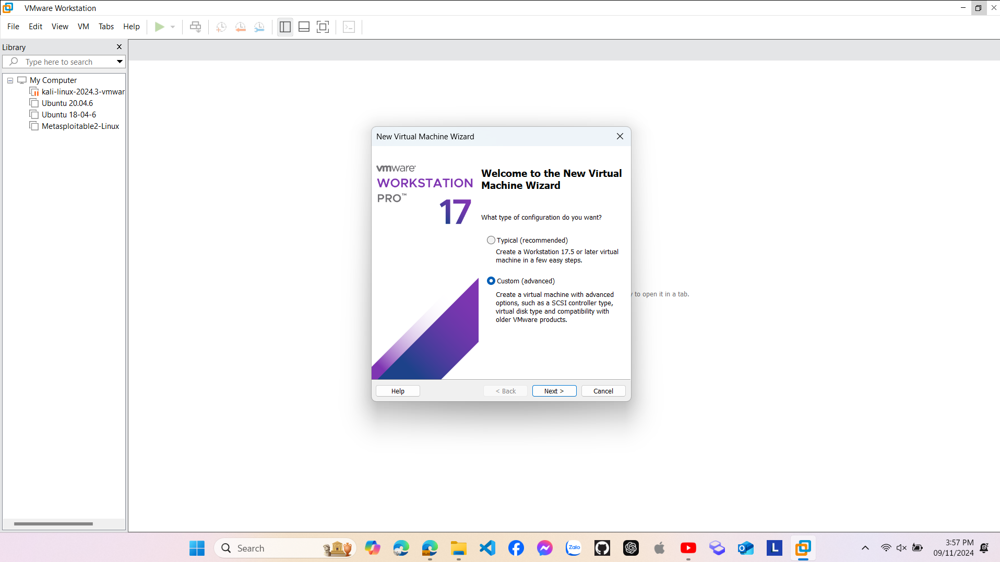 VMware Workstation
File Edit View VM Tabs Help
Library
Type here to search
My Computer
kali-linux-2024.3-vmwar
Ubuntu 20.04.6
Ubuntu 18-04-6
Metasploitable2-Linux
New Virtual Machine Wizard
vmware®
WORKSTATION
PRO™
17
Welcome to the New Virtual
Machine Wizard
What type of configuration do you want?
Typical (recommended)
Create a Workstation 17.5 or later virtual
machine in a few easy steps.
Custom (advanced)
Create a virtual machine with advanced
options, such as a SCSI controller type,
virtual disk type and compatibility with
older VMware products.
to open it in a tab.
Help < Back Next > Cancel
Search
Zalo
L
3:57 PM
09/11/2024